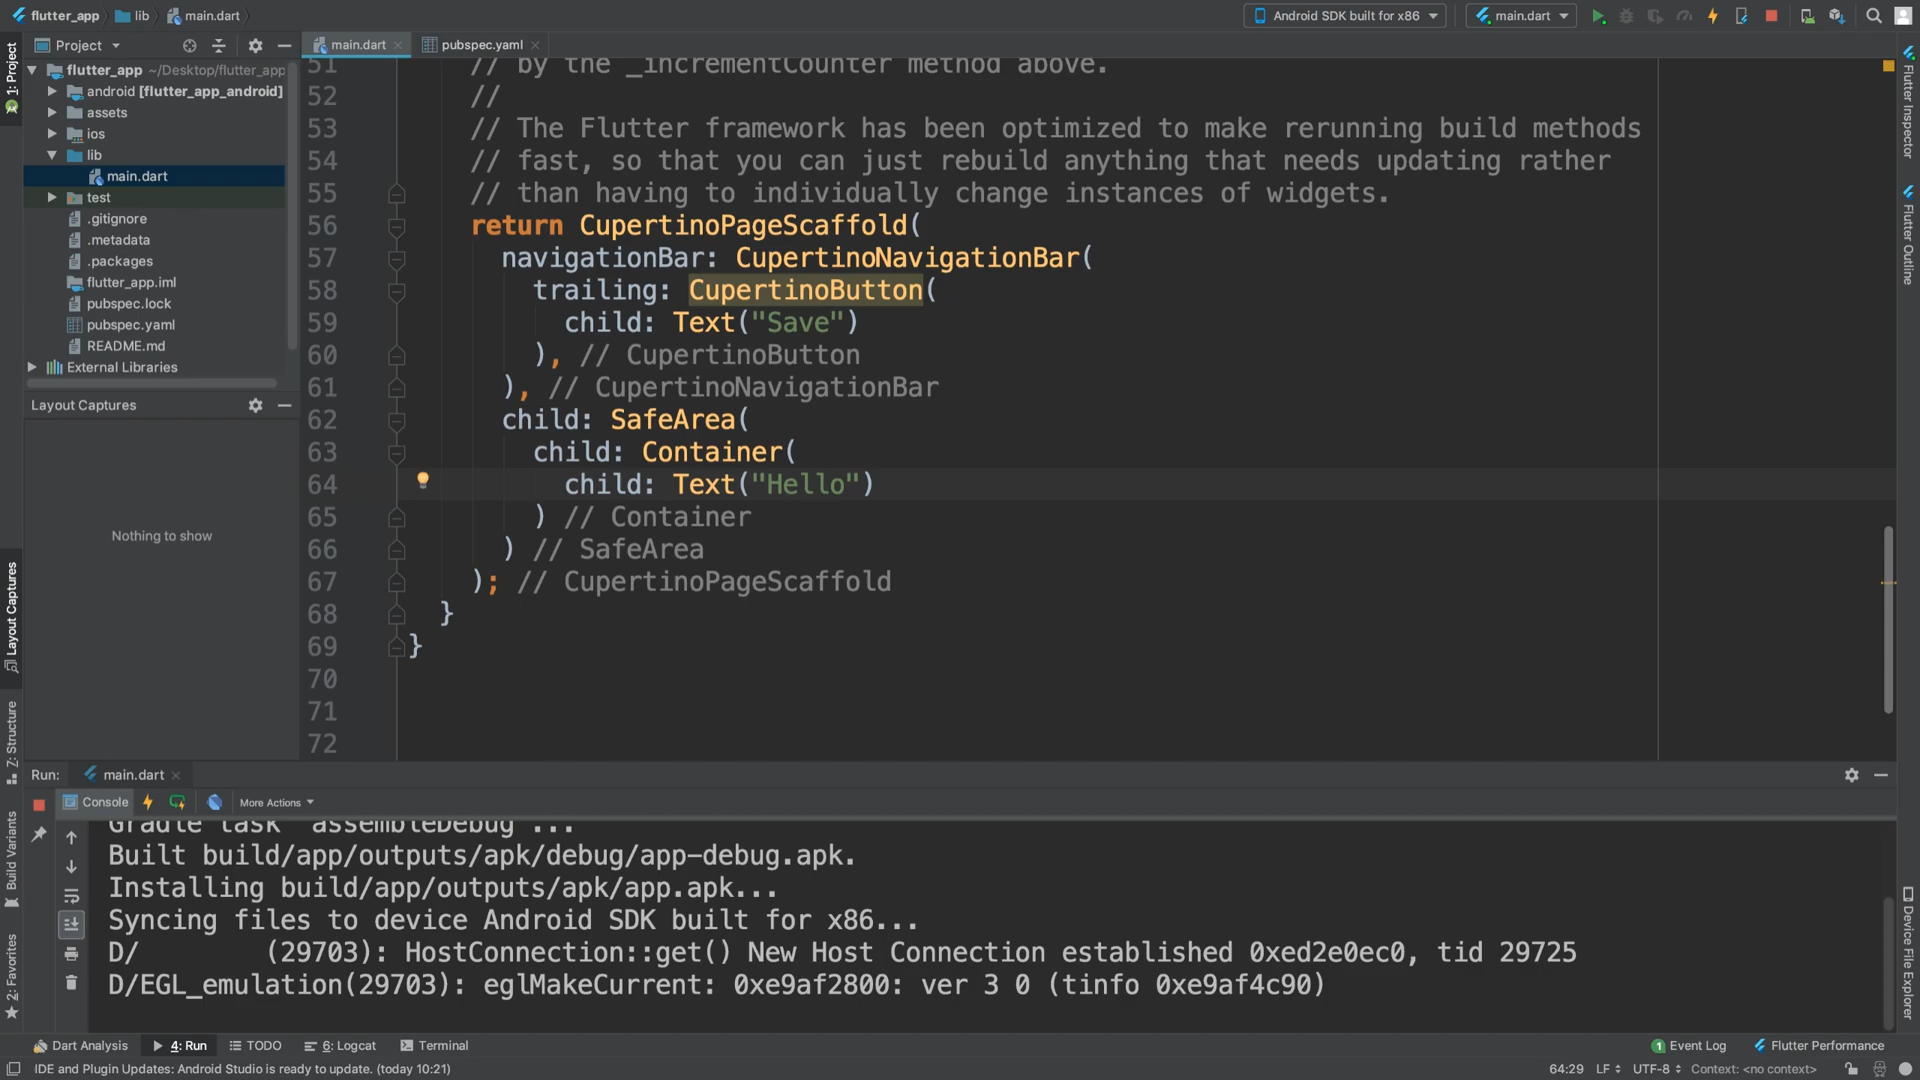 flutter_app
lib
main.dart
Android SDK built for x86
main.dart
Project
main.dart
pubspec.yaml
1: Project
flutter_app ~/Desktop/flutter_app
android [flutter_app_android]
assets
ios
lib
main.dart
test
.gitignore
.metadata
.packages
flutter_app.iml
pubspec.lock
pubspec.yaml
README.md
External Libraries
Layout Captures
Nothing to show
Layout Captures
Z: Structure
Build Variants
2: Favorites
51 // by the _incrementCounter method above.
52 //
53 // The Flutter framework has been optimized to make rerunning build methods
54 // fast, so that you can just rebuild anything that needs updating rather
55 // than having to individually change instances of widgets.
56 return CupertinoPageScaffold(
57 navigationBar: CupertinoNavigationBar(
58 trailing: CupertinoButton(
59 child: Text("Save")
60 ), // CupertinoButton
61 ), // CupertinoNavigationBar
62 child: SafeArea(
63 child: Container(
64 child: Text("Hello")
65 ) // Container
66 ) // SafeArea
67 ); // CupertinoPageScaffold
68 }
69 }
70
71
72
Flutter Inspector
Flutter Outline
Device File Explorer
Run: main.dart
Console
More Actions
Gradle task 'assembleDebug'...
Built build/app/outputs/apk/debug/app-debug.apk.
Installing build/app/outputs/apk/app.apk...
Syncing files to device Android SDK built for x86...
D/ (29703): HostConnection::get() New Host Connection established 0xed2e0ec0, tid 29725
D/EGL_emulation(29703): eglMakeCurrent: 0xe9af2800: ver 3 0 (tinfo 0xe9af4c90)
Dart Analysis
4: Run
TODO
6: Logcat
Terminal
1 Event Log
Flutter Performance
IDE and Plugin Updates: Android Studio is ready to update. (today 10:21)
64:29 LF UTF-8 Context: <no context>